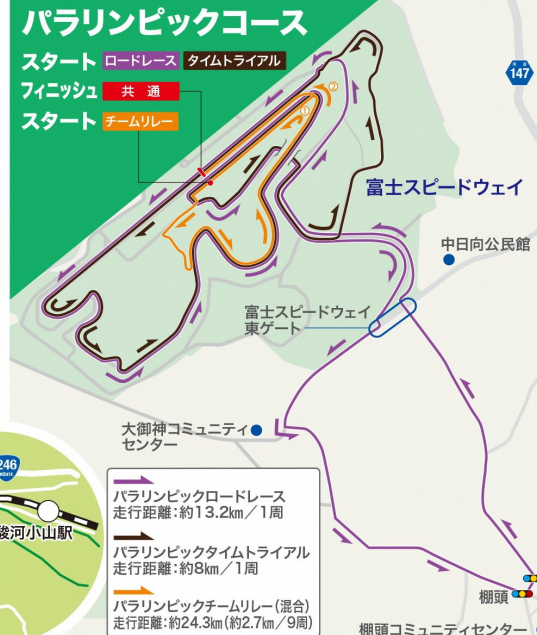 パラリンピックコース
スタート ロードレース タイムトライアル
フィニッシュ 共通
スタート チームリレー
147
②
①
富士スピードウェイ
中日向公民館
富士スピードウェイ
東ゲート
大御神コミュニティ
センター
246
駿河小山駅
パラリンピックロードレース
走行距離:約13.2km/1周
パラリンピックタイムトライアル
走行距離:約8km/1周
パラリンピックチームリレー(混合)
走行距離:約24.3km(約2.7km/9周)
棚頭
棚頭コミュニティセンター